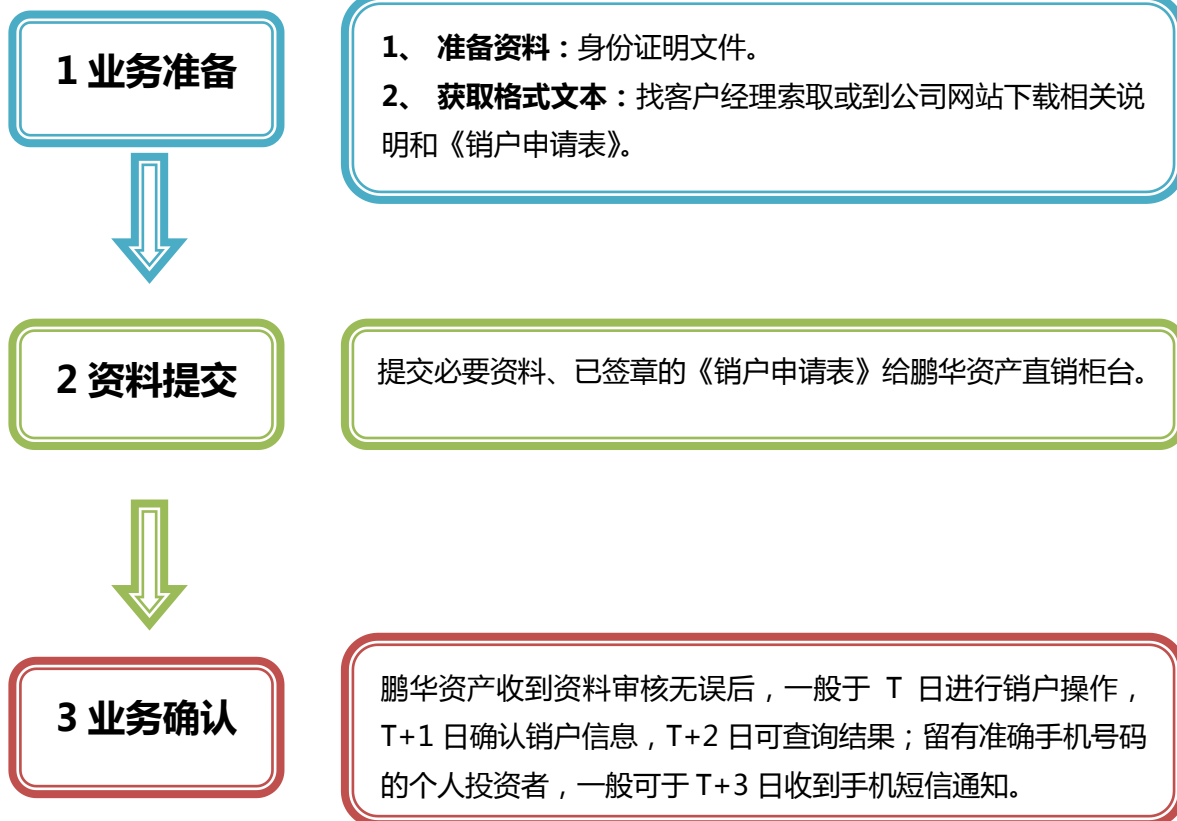 1 业务准备
1、 准备资料：身份证明文件。
2、 获取格式文本：找客户经理索取或到公司网站下载相关说
明和《销户申请表》。
2 资料提交
提交必要资料、已签章的《销户申请表》给鹏华资产直销柜台。
3 业务确认
鹏华资产收到资料审核无误后，一般于 T 日进行销户操作，
T+1 日确认销户信息，T+2 日可查询结果；留有准确手机号码
的个人投资者，一般可于 T+3 日收到手机短信通知。